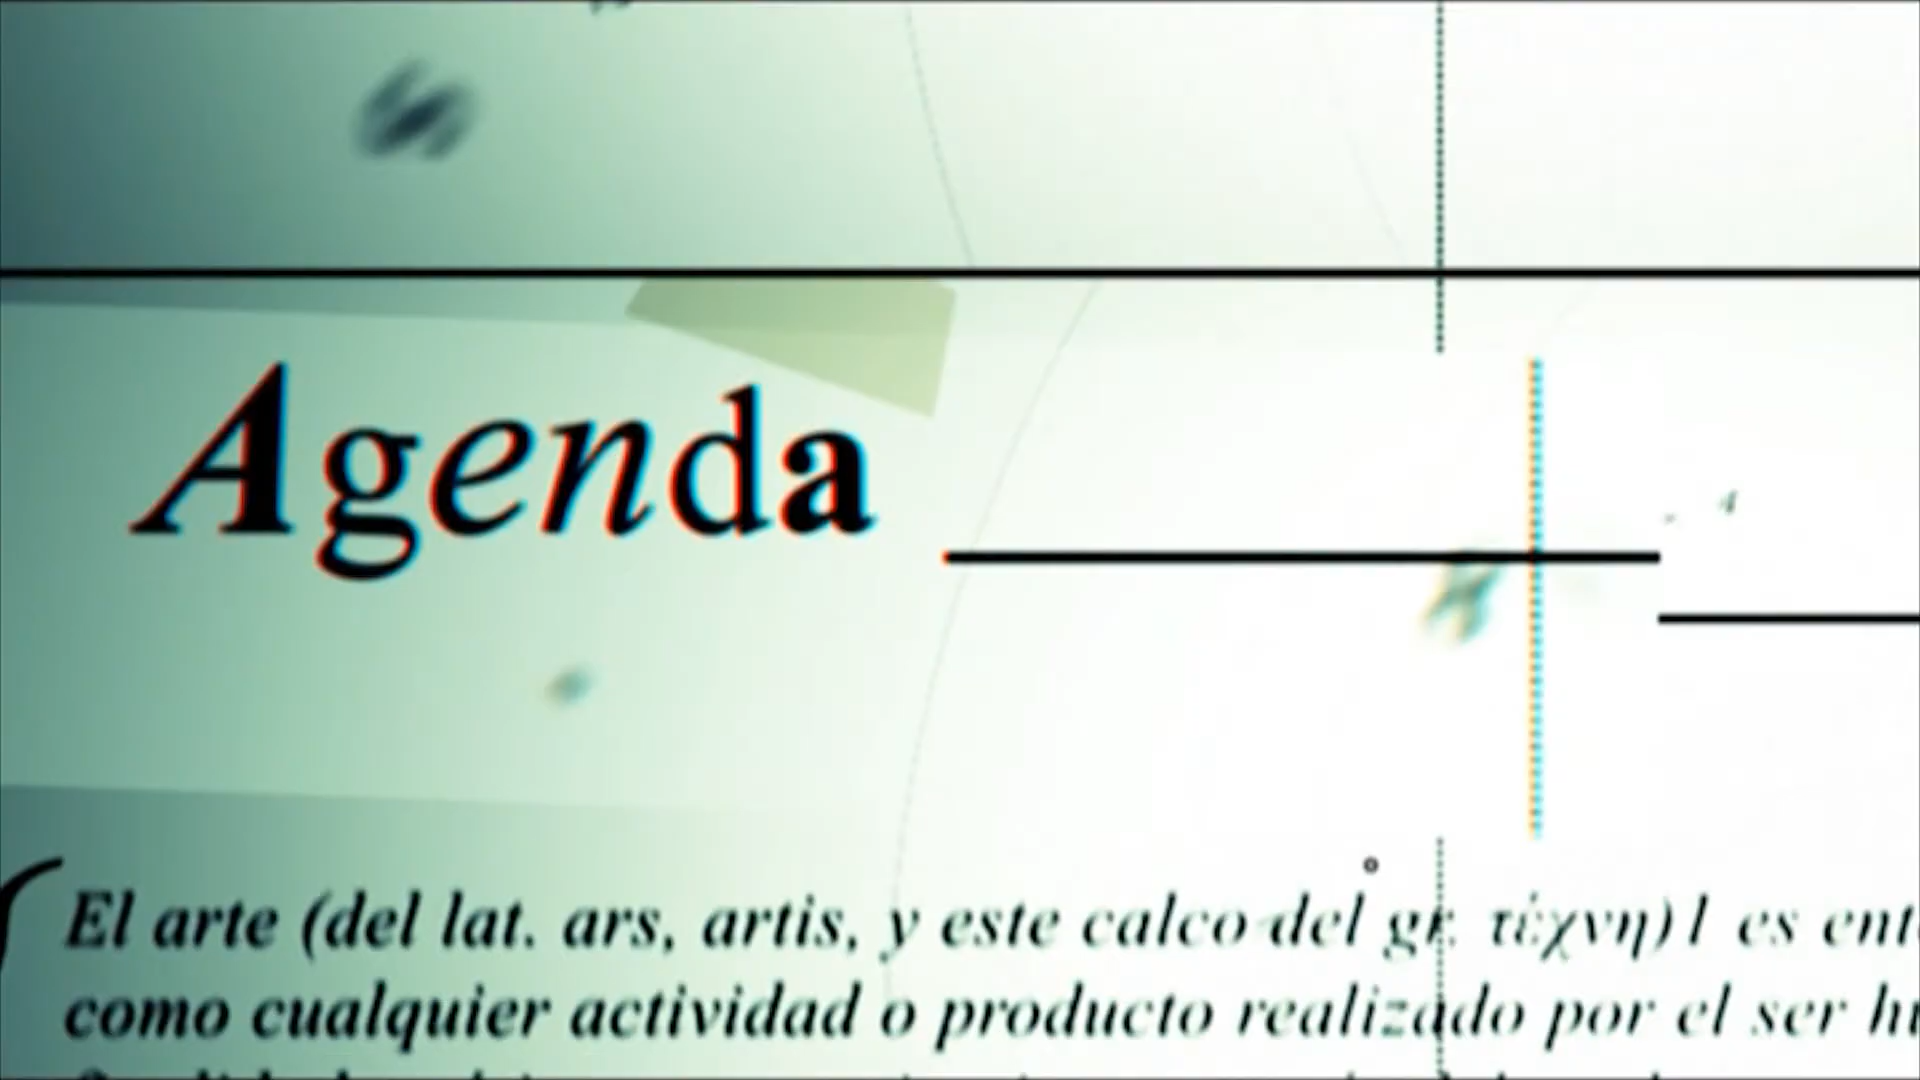 Agenda
El arte (del lat. ars, artis, y este calco del gr. τέχνη)1 es
como cualquier actividad o producto realizado por el ser